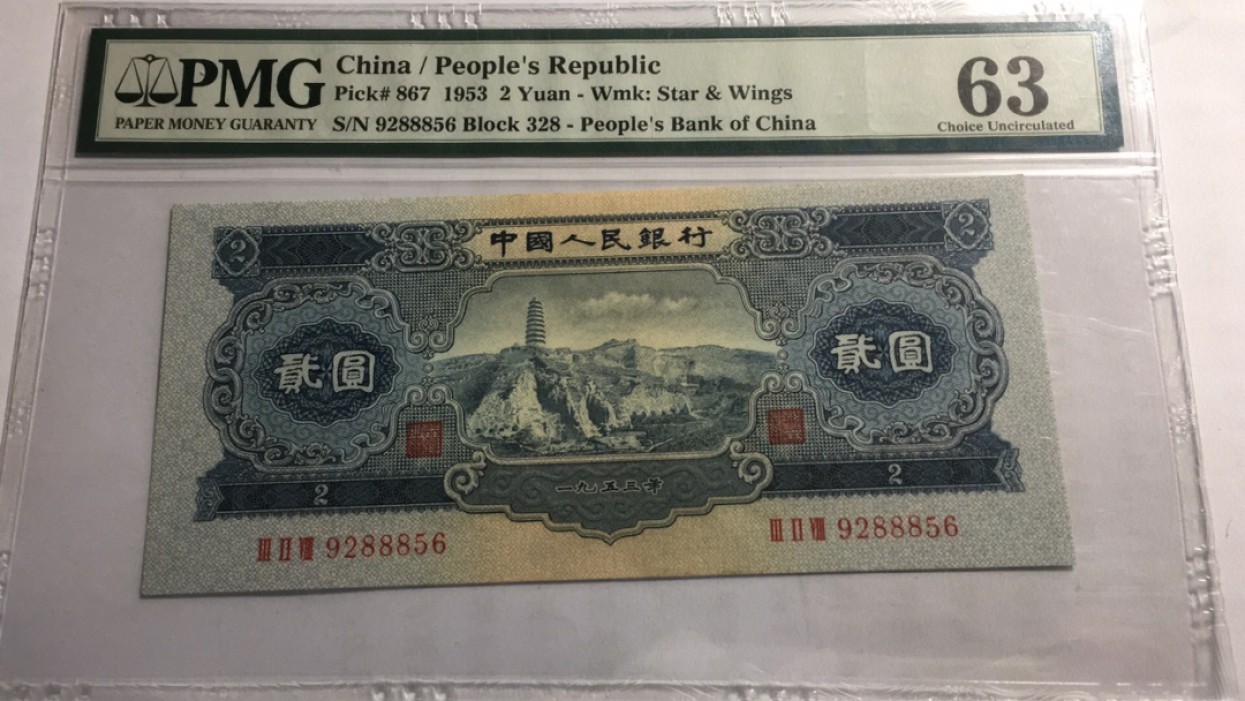 PMG
PAPER MONEY GUARANTY
China / People's Republic
Pick# 867 1953 2 Yuan - Wmk: Star & Wings
S/N 9288856 Block 328 - People's Bank of China
63
Choice Uncirculated
2
中國人民銀行
2
貳圓
貳圓
一九五三年
2
2
III II VIII 9288856
III II VIII 9288856